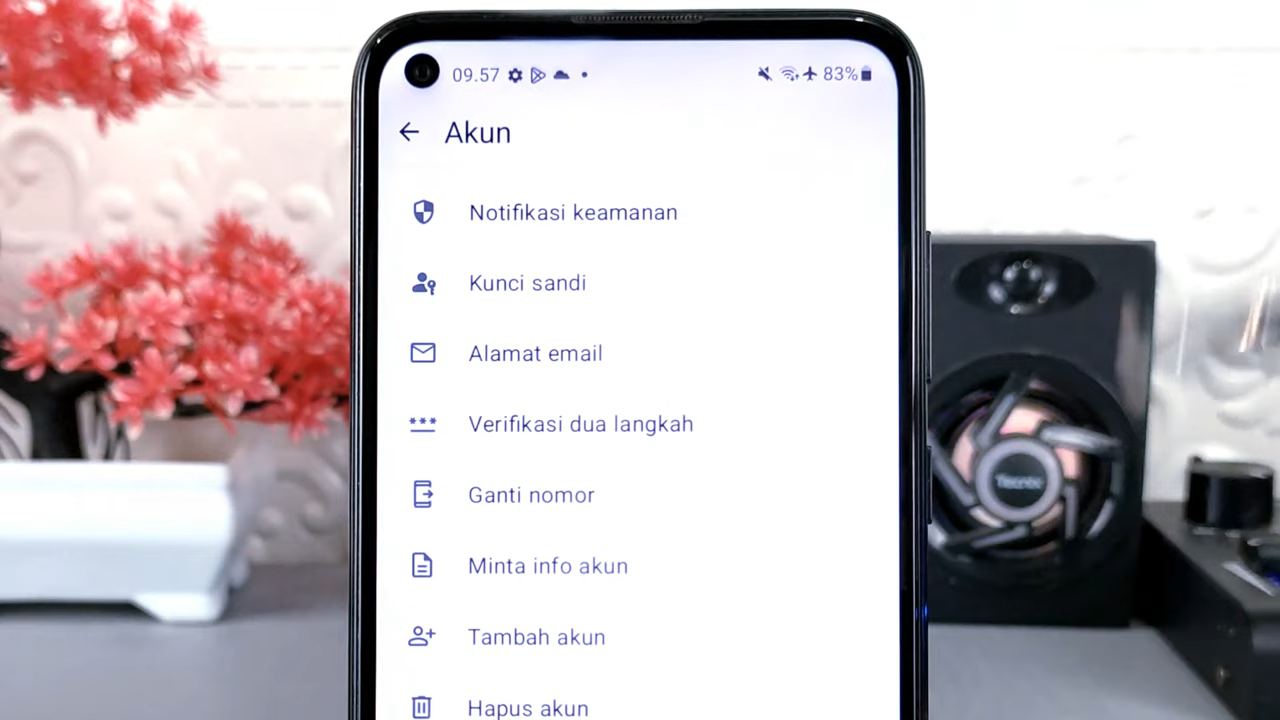 09.57
83%
Akun
Notifikasi keamanan
Kunci sandi
Alamat email
Verifikasi dua langkah
Ganti nomor
Minta info akun
Tambah akun
Hapus akun